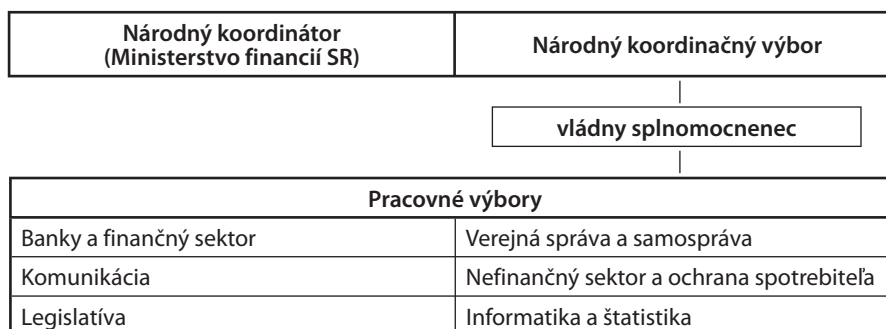 Národný koordinátor
(Ministerstvo financií SR)
Národný koordinačný výbor
vládny splnomocnenec
Pracovné výbory
Banky a finančný sektor
Verejná správa a samospráva
Komunikácia
Nefinančný sektor a ochrana spotrebiteľa
Legislatíva
Informatika a štatistika